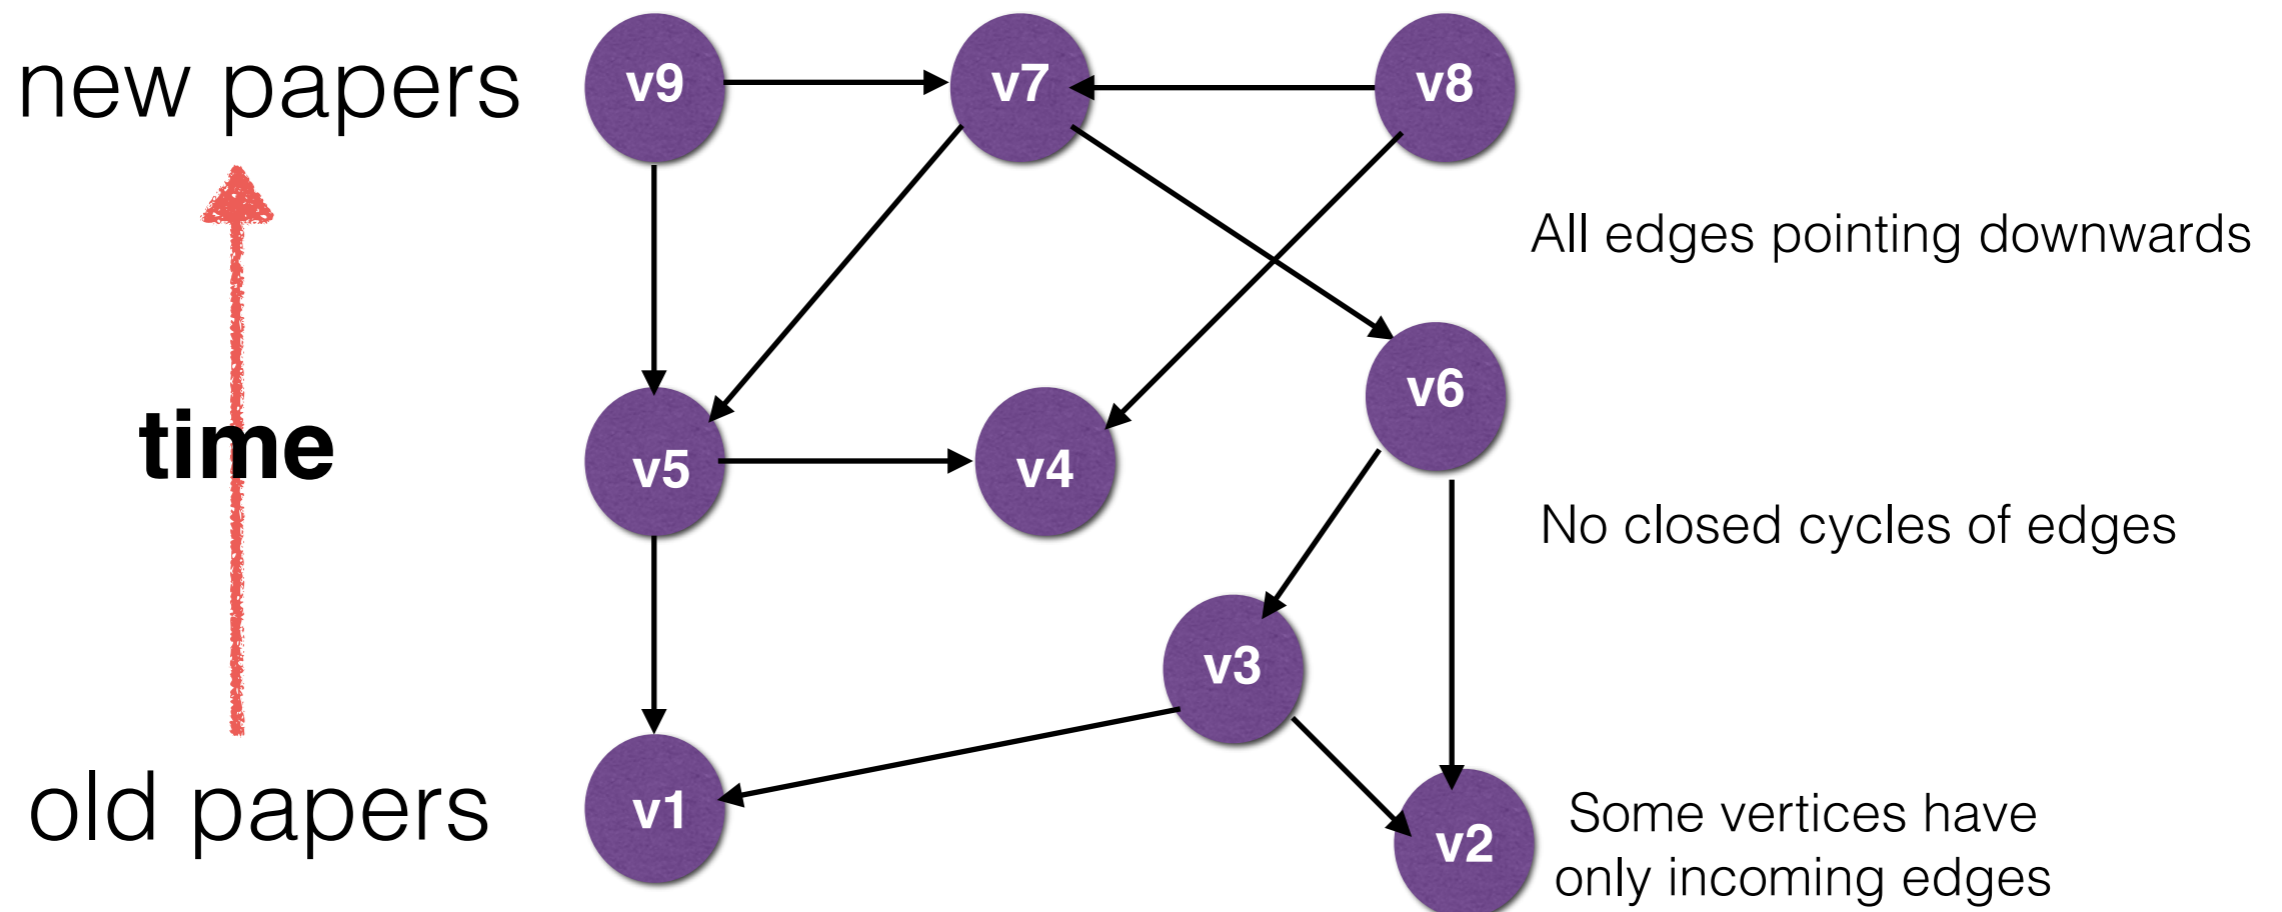 new papers
v9
v7
v8
All edges pointing downwards
time
v5
v4
v6
No closed cycles of edges
v3
old papers
v1
v2
Some vertices have
only incoming edges